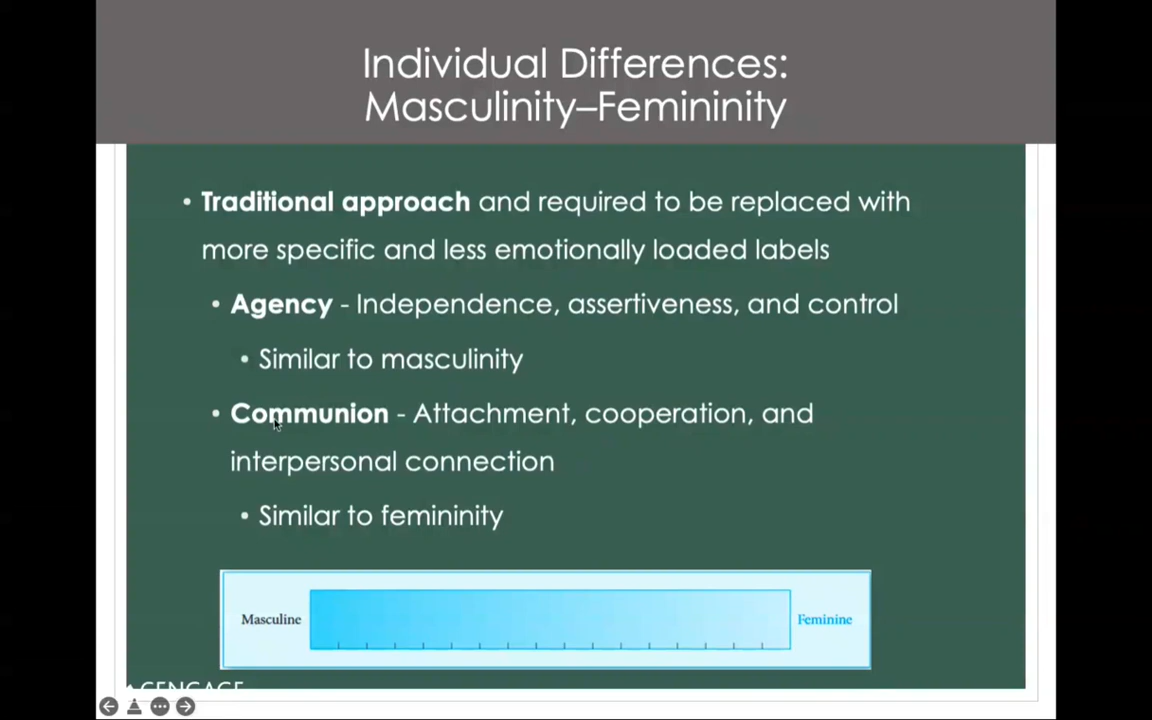 Individual Differences:
Masculinity–Femininity
• Traditional approach and required to be replaced with
more specific and less emotionally loaded labels
• Agency - Independence, assertiveness, and control
• Similar to masculinity
• Communion - Attachment, cooperation, and
interpersonal connection
• Similar to femininity
Masculine
Feminine
CENGAGE